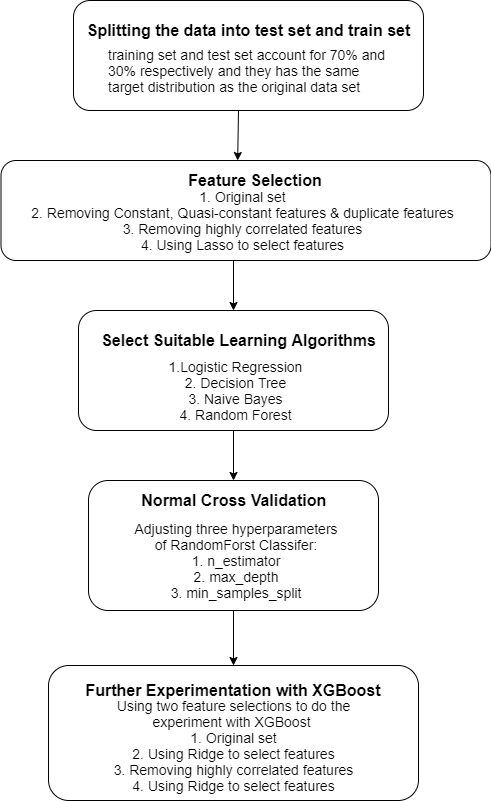 Splitting the data into test set and train set
training set and test set account for 70% and
30% respectively and they has the same
target distribution as the original data set
Feature Selection
1. Original set
2. Removing Constant, Quasi-constant features & duplicate features
3. Removing highly correlated features
4. Using Lasso to select features
Select Suitable Learning Algorithms
1.Logistic Regression
2. Decision Tree
3. Naive Bayes
4. Random Forest
Normal Cross Validation
Adjusting three hyperparameters
of RandomForst Classifer:
1. n_estimator
2. max_depth
3. min_samples_split
Further Experimentation with XGBoost
Using two feature selections to do the
experiment with XGBoost
1. Original set
2. Using Ridge to select features
3. Removing highly correlated features
4. Using Ridge to select features